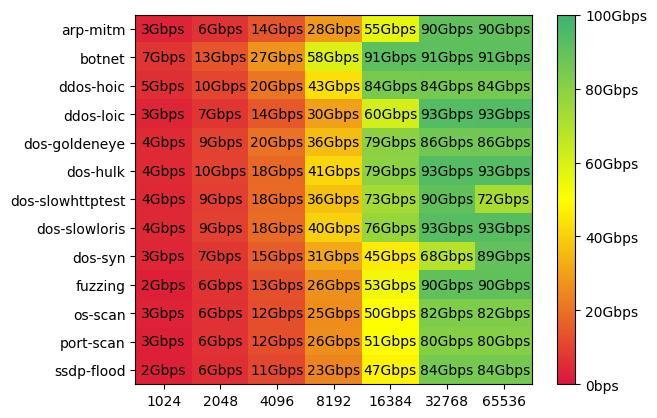 arp-mitm 3Gbps 6Gbps 14Gbps 28Gbps 55Gbps 90Gbps 90Gbps
botnet 7Gbps 13Gbps 27Gbps 58Gbps 91Gbps 91Gbps 91Gbps
ddos-hoic 5Gbps 10Gbps 20Gbps 43Gbps 84Gbps 84Gbps 84Gbps
ddos-loic 3Gbps 7Gbps 14Gbps 30Gbps 60Gbps 93Gbps 93Gbps
dos-goldeneye 4Gbps 9Gbps 20Gbps 36Gbps 79Gbps 86Gbps 86Gbps
dos-hulk 4Gbps 10Gbps 18Gbps 41Gbps 79Gbps 93Gbps 93Gbps
dos-slowhttptest 4Gbps 9Gbps 18Gbps 36Gbps 73Gbps 90Gbps 72Gbps
dos-slowloris 4Gbps 9Gbps 18Gbps 40Gbps 76Gbps 93Gbps 93Gbps
dos-syn 3Gbps 7Gbps 15Gbps 31Gbps 45Gbps 68Gbps 89Gbps
fuzzing 2Gbps 6Gbps 13Gbps 26Gbps 53Gbps 90Gbps 90Gbps
os-scan 3Gbps 6Gbps 12Gbps 25Gbps 50Gbps 82Gbps 82Gbps
port-scan 3Gbps 6Gbps 12Gbps 26Gbps 51Gbps 80Gbps 80Gbps
ssdp-flood 2Gbps 6Gbps 11Gbps 23Gbps 47Gbps 84Gbps 84Gbps
1024 2048 4096 8192 16384 32768 65536
100Gbps
80Gbps
60Gbps
40Gbps
20Gbps
0bps